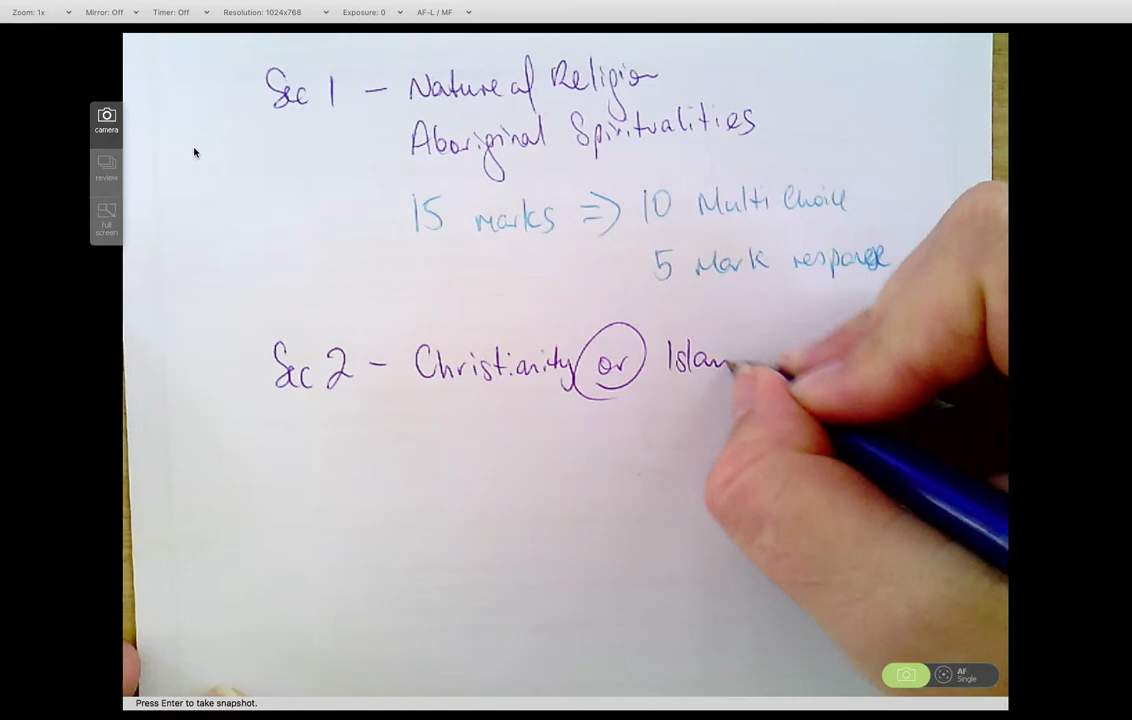 Zoom: 1x Mirror: Off Timer: Off Resolution: 1024x768 Exposure: 0 AF-L / MF
camera
review
full
screen
Sec 1 - Nature of Religion
Aboriginal Spiritualities
15 marks => 10 Multi Choice
5 Mark response
Sec 2 - Christianity or Islam
AF
Single
Press Enter to take snapshot.